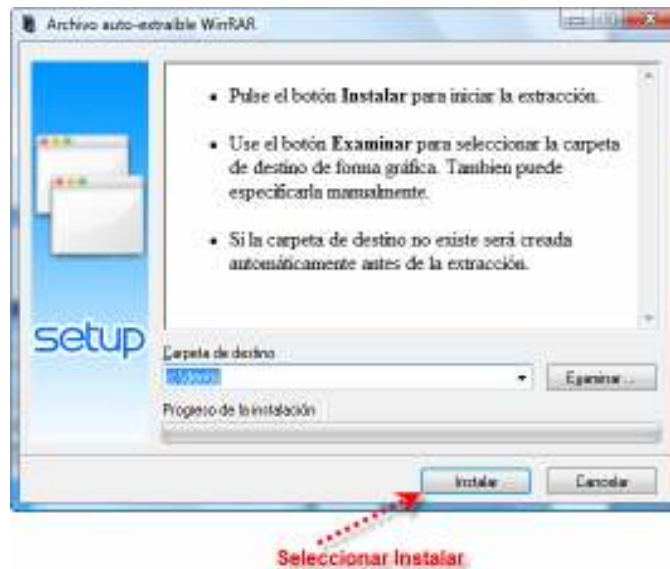 Archivo auto-extraíble WinRAR
• Pulse el botón Instalar para iniciar la extracción.
• Use el botón Examinar para seleccionar la carpeta
de destino de forma gráfica. Tambien puede
especificarla manualmente.
• Si la carpeta de destino no existe será creada
automáticamente antes de la extracción.
setup
Carpeta de destino
Examinar...
Progreso de la instalación
Instalar
Cancelar
Seleccionar Instalar